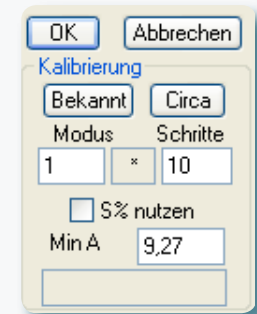 OK Abbrechen
Kalibrierung
Bekannt Circa
Modus Schritte
1 * 10
S% nutzen
Min A 9,27